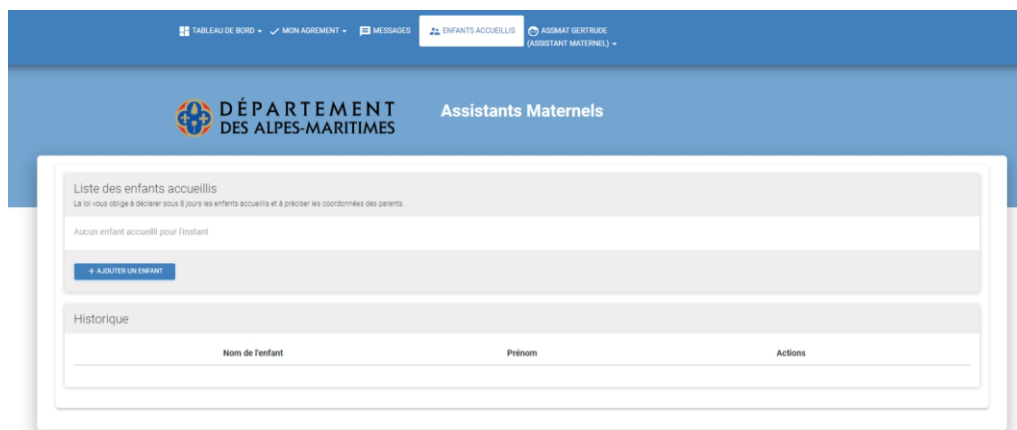 TABLEAU DE BORD
MON AGREMENT
MESSAGES
ENFANTS ACCUEILLIS
ASSMAT GERTRUDE
(ASSISTANT MATERNEL)
DÉPARTEMENT
DES ALPES-MARITIMES
Assistants Maternels
Liste des enfants accueillis
La loi vous oblige à déclarer sous 8 jours les enfants accueillis et à préciser les coordonnées des parents.
Aucun enfant accueilli pour l'instant
+ AJOUTER UN ENFANT
Historique
Nom de l'enfant Prénom Actions